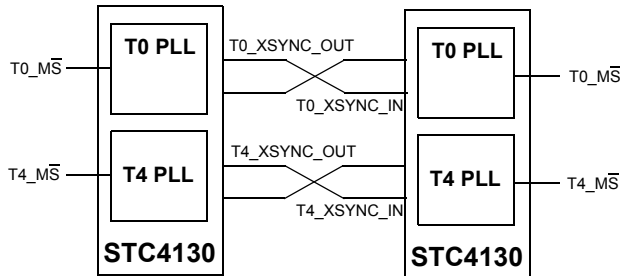 T0 PLL
T0_XSYNC_OUT
T0 PLL
T0_MS̅
T0_MS̅
T0_XSYNC_IN
T4 PLL
T4_XSYNC_OUT
T4 PLL
T4_MS̅
T4_MS̅
T4_XSYNC_IN
STC4130
STC4130